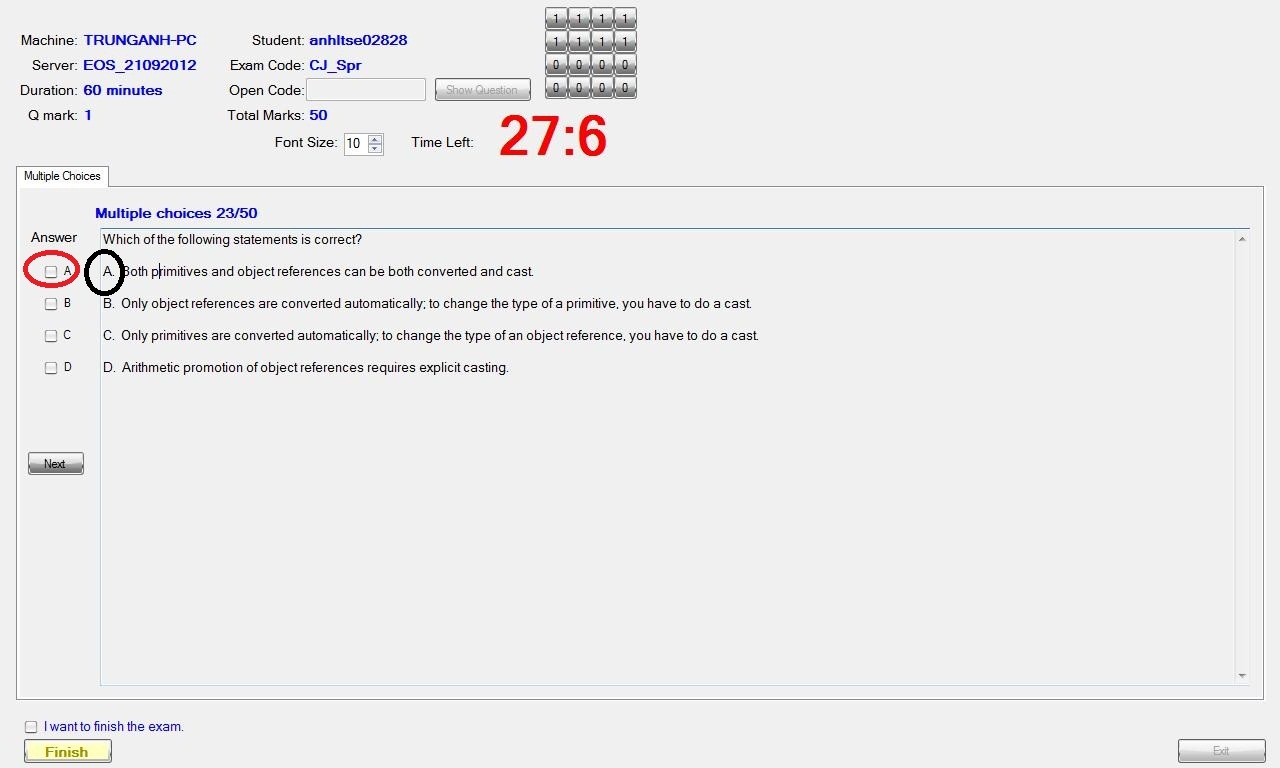 1 1 1 1
Machine: TRUNGANH-PC Student: anhltse02828 1 1 1 1
Server: EOS_21092012 Exam Code: CJ_Spr 0 0 0 0
Duration: 60 minutes Open Code: Show Question 0 0 0 0
Q mark: 1 Total Marks: 50
Font Size: 10 Time Left: 27:6
Multiple Choices
Multiple choices 23/50
Answer Which of the following statements is correct?
A A. Both primitives and object references can be both converted and cast.
B B. Only object references are converted automatically; to change the type of a primitive, you have to do a cast.
C C. Only primitives are converted automatically; to change the type of an object reference, you have to do a cast.
D D. Arithmetic promotion of object references requires explicit casting.
Next
I want to finish the exam.
Finish Exit